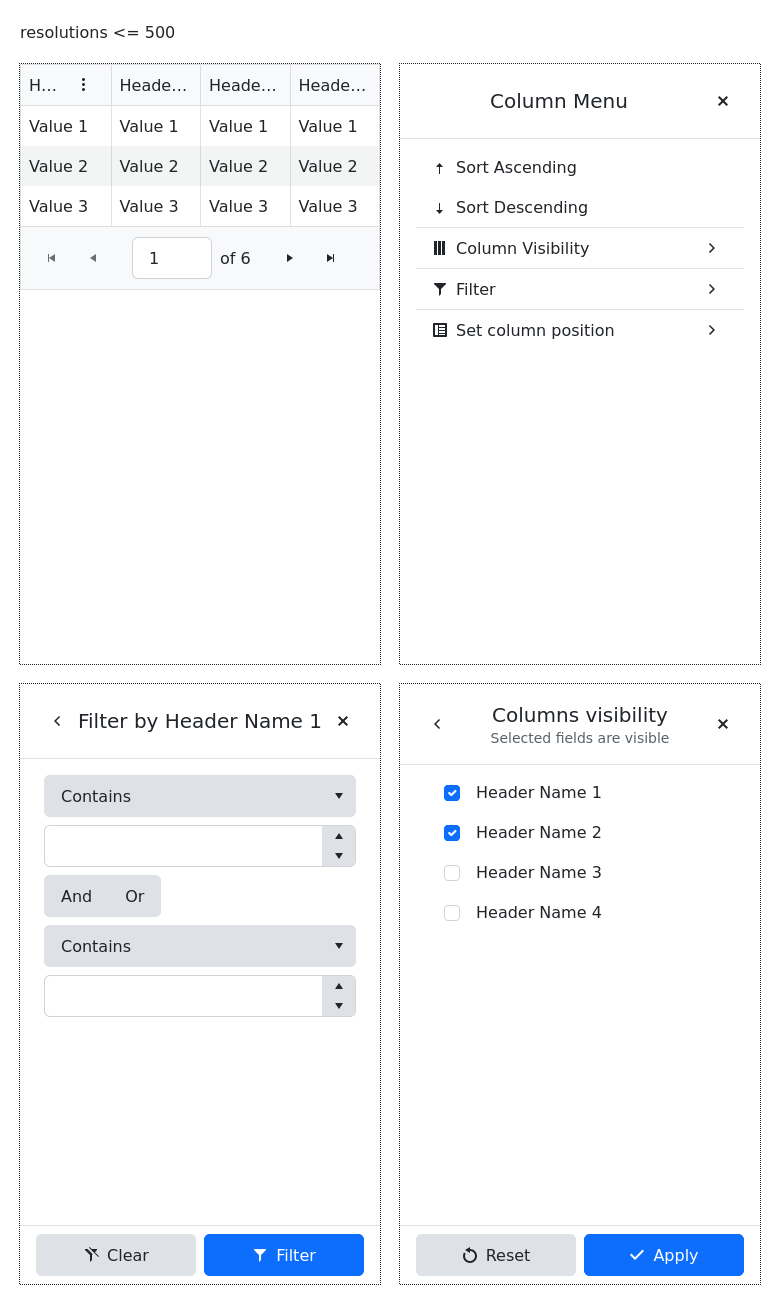 resolutions <= 500
H... Heade... Heade... Heade...
Value 1 Value 1 Value 1 Value 1
Value 2 Value 2 Value 2 Value 2
Value 3 Value 3 Value 3 Value 3
1 of 6
Column Menu
Sort Ascending
Sort Descending
Column Visibility
Filter
Set column position
Filter by Header Name 1
Contains
And Or
Contains
Clear Filter
Columns visibility
Selected fields are visible
Header Name 1
Header Name 2
Header Name 3
Header Name 4
Reset Apply